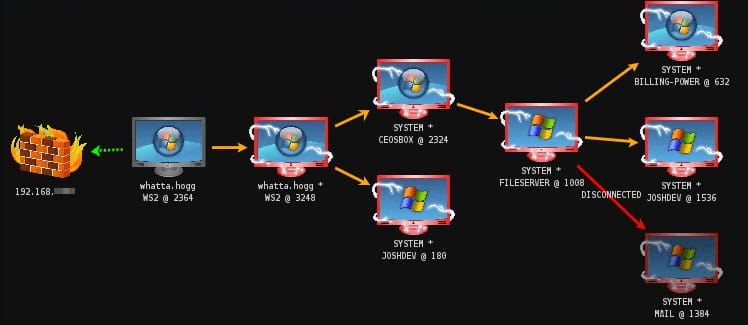 192.168.
whatta.hogg
WS2 @ 2364
whatta.hogg *
WS2 @ 3248
SYSTEM *
CEOSBOX @ 2324
SYSTEM *
JOSHDEV @ 180
SYSTEM *
FILESERVER @ 1008
DISCONNECTED
SYSTEM *
BILLING-POWER @ 632
SYSTEM *
JOSHDEV @ 1536
SYSTEM *
MAIL @ 1384